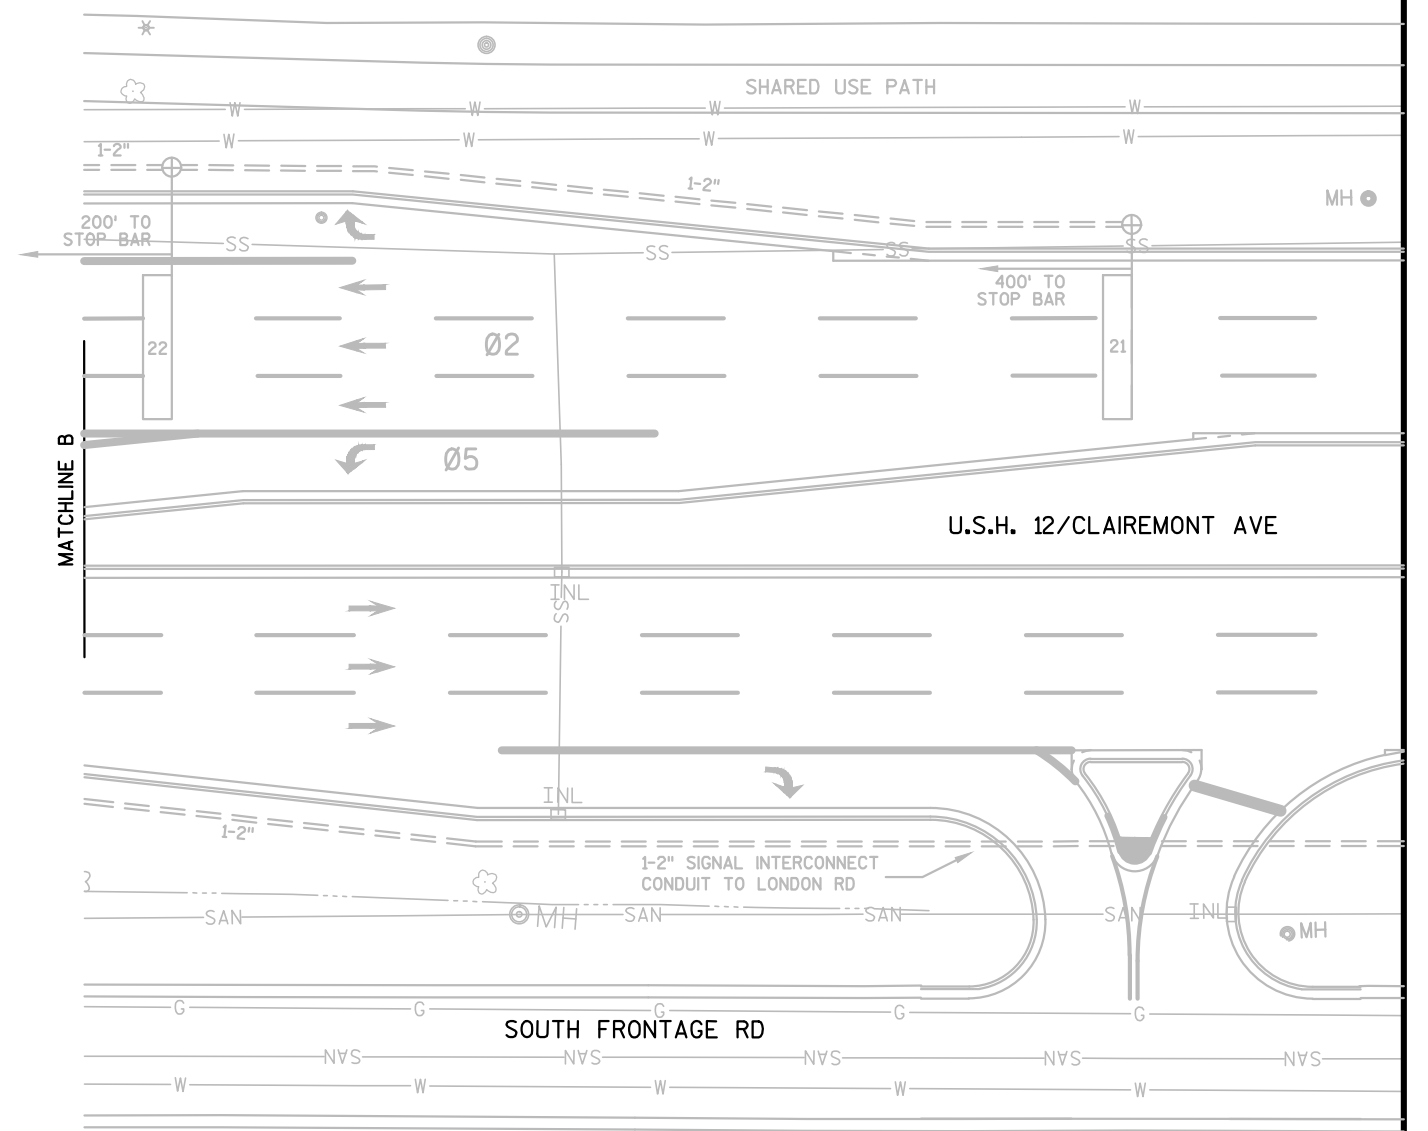 SHARED USE PATH
W W W W
W W W W
1-2"
1-2"
MH
200' TO
STOP BAR
SS SS SS SS
400' TO
STOP BAR
Ø2
22
21
Ø5
MATCHLINE B
U.S.H. 12/CLAIREMONT AVE
INL
SS
INL
1-2"
1-2" SIGNAL INTERCONNECT
CONDUIT TO LONDON RD
SAN MH SAN SAN SAN INL
MH
G G G G G
SOUTH FRONTAGE RD
SAN SAN SAN SAN SAN
W W W W W